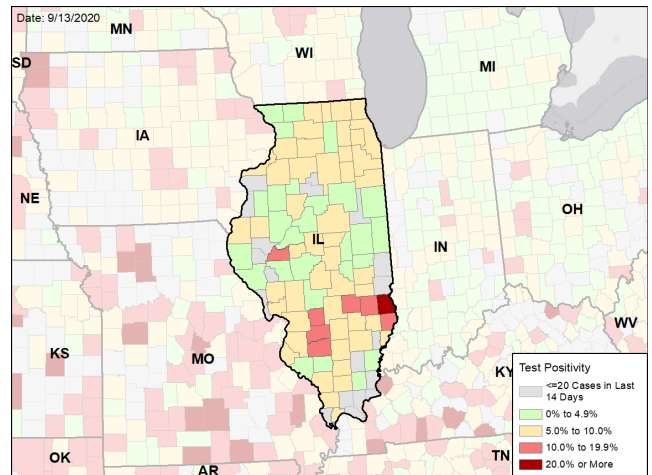 Date: 9/13/2020
MN
SD
WI
MI
IA
NE
IL
IN
OH
WV
KS
MO
KY
OK
AR
TN
Test Positivity
<=20 Cases in Last
14 Days
0% to 4.9%
5.0% to 10.0%
10.0% to 19.9%
20.0% or More